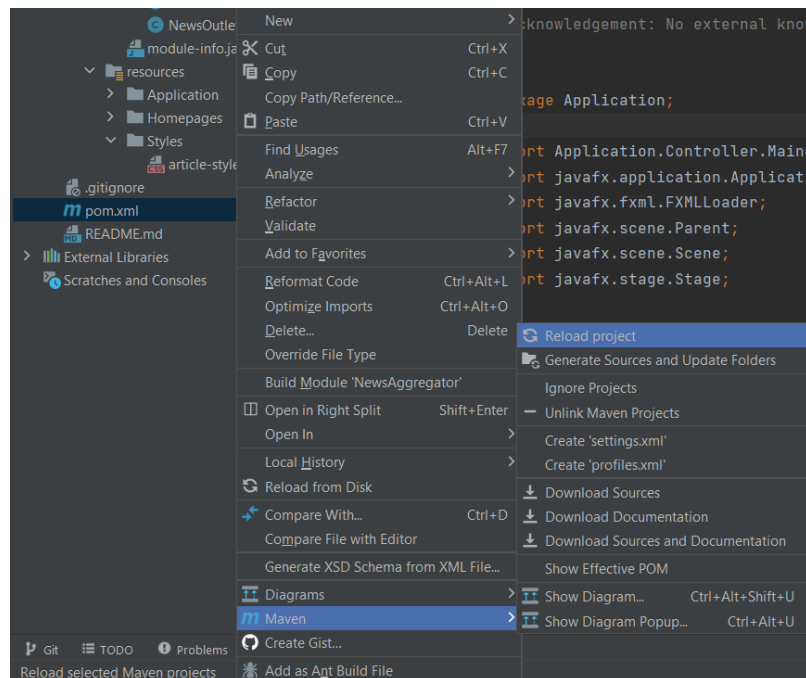 NewsOutle
module-info.ja
resources
Application
Homepages
Styles
CSS
article-style
.gitignore
m pom.xml
MD
README.md
External Libraries
Scratches and Consoles
Git
TODO
Problems
Reload selected Maven projects
New
Cut Ctrl+X
Copy Ctrl+C
Copy Path/Reference...
Paste Ctrl+V
Find Usages Alt+F7
Analyze
Refactor
Validate
Add to Favorites
Reformat Code Ctrl+Alt+L
Optimize Imports Ctrl+Alt+O
Delete... Delete
Override File Type
Build Module 'NewsAggregator'
Open in Right Split Shift+Enter
Open In
Local History
Reload from Disk
Compare With... Ctrl+D
Compare File with Editor
Generate XSD Schema from XML File...
Diagrams
m Maven
Create Gist...
Add as Ant Build File
cknowledgement: No external know
kage Application;
ort Application.Controller.Main
ort javafx.application.Applicat
ort javafx.fxml.FXMLLoader;
ort javafx.scene.Parent;
ort javafx.scene.Scene;
ort javafx.stage.Stage;
Reload project
Generate Sources and Update Folders
Ignore Projects
Unlink Maven Projects
Create 'settings.xml'
Create 'profiles.xml'
Download Sources
Download Documentation
Download Sources and Documentation
Show Effective POM
Show Diagram... Ctrl+Alt+Shift+U
Show Diagram Popup... Ctrl+Alt+U